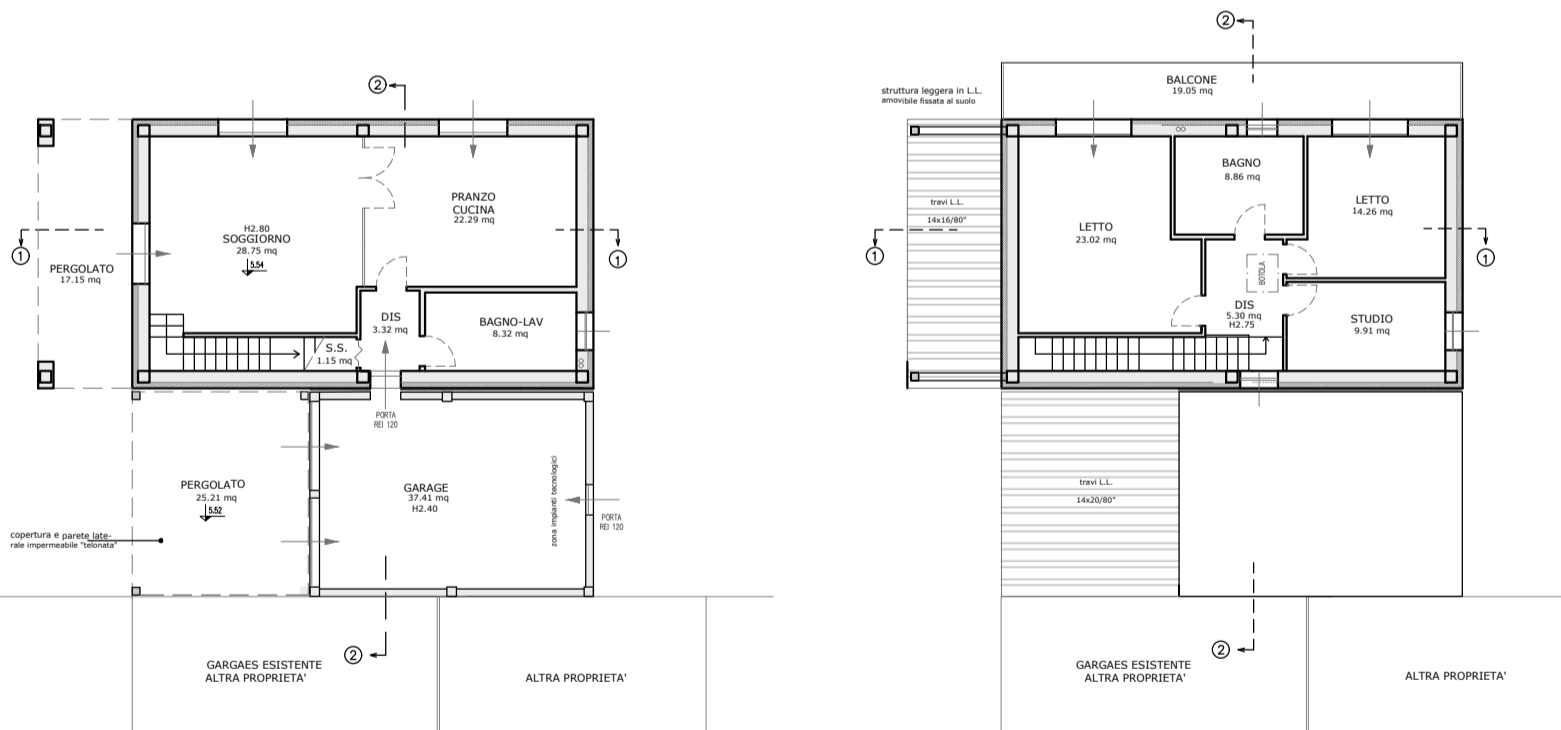 2
1
H2.80
SOGGIORNO
28.75 mq
5.54
PRANZO
CUCINA
22.29 mq
1
PERGOLATO
17.15 mq
DIS
3.32 mq
BAGNO-LAV
8.32 mq
S.S.
1.15 mq
PORTA
REI 120
PERGOLATO
25.21 mq
5.52
GARAGE
37.41 mq
H2.40
zona impianti tecnologici
PORTA
REI 120
copertura e parete late-
rale impermeabile "telonata"
2
GARGAES ESISTENTE
ALTRA PROPRIETA'
ALTRA PROPRIETA'
2
BALCONE
19.05 mq
struttura leggera in L.L.
amovibile fissata al suolo
BAGNO
8.86 mq
travi L.L.
14x16/80"
LETTO
23.02 mq
LETTO
14.26 mq
1
1
BOTOLA
DIS
5.30 mq
H2.75
STUDIO
9.91 mq
travi L.L.
14x20/80"
2
GARGAES ESISTENTE
ALTRA PROPRIETA'
ALTRA PROPRIETA'